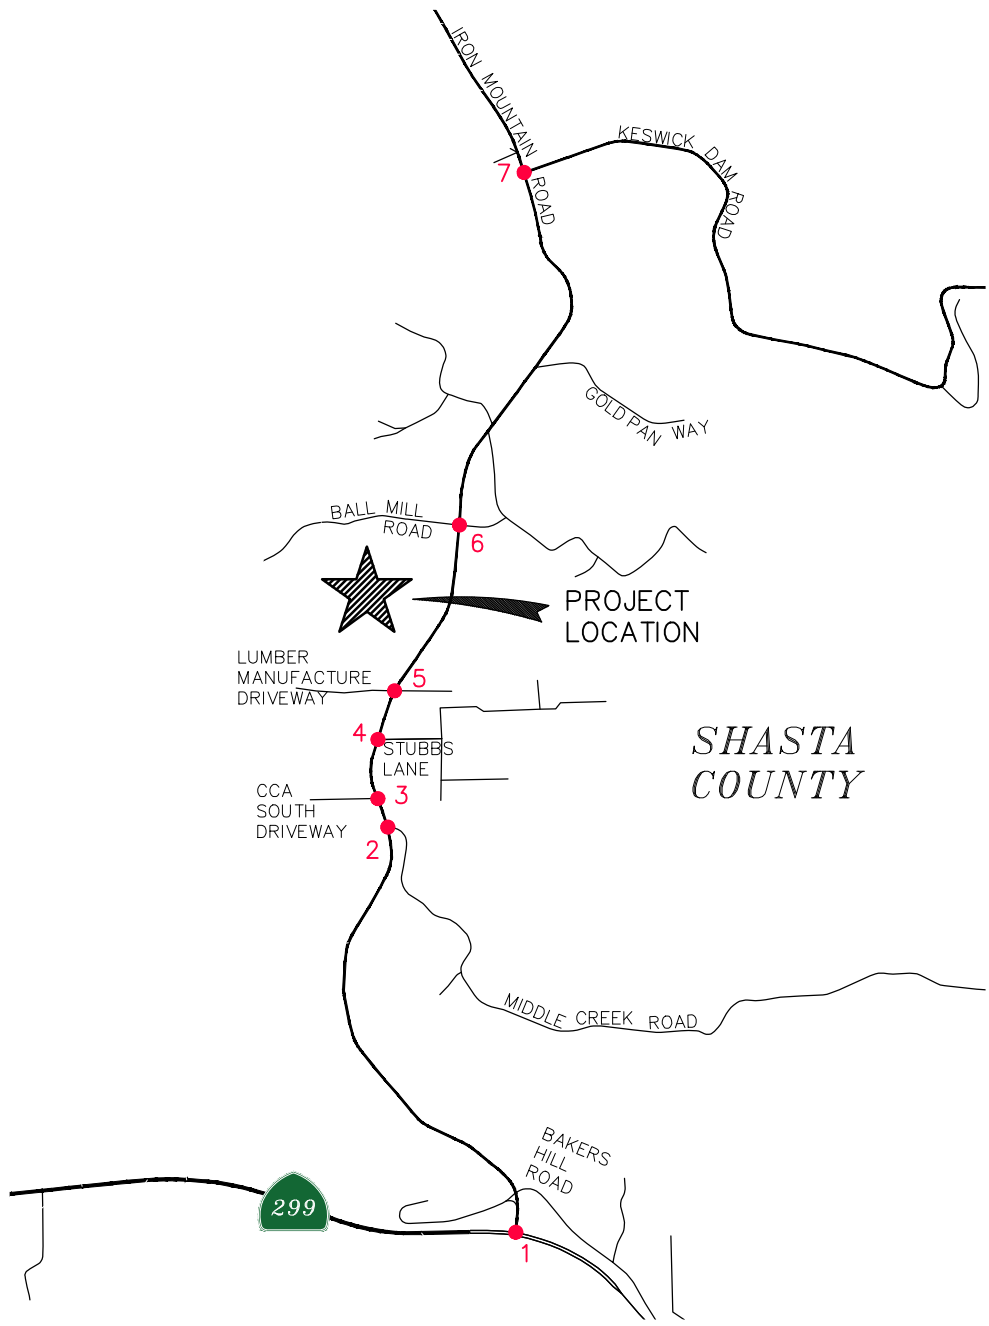 IRON MOUNTAIN
ROAD
KESWICK DAM ROAD
7
GOLD PAN WAY
BALL MILL
ROAD
6
PROJECT
LOCATION
LUMBER
MANUFACTURE
DRIVEWAY
5
4
STUBBS
LANE
SHASTA
COUNTY
CCA
SOUTH
DRIVEWAY
3
2
MIDDLE CREEK ROAD
BAKERS
HILL
ROAD
299
1